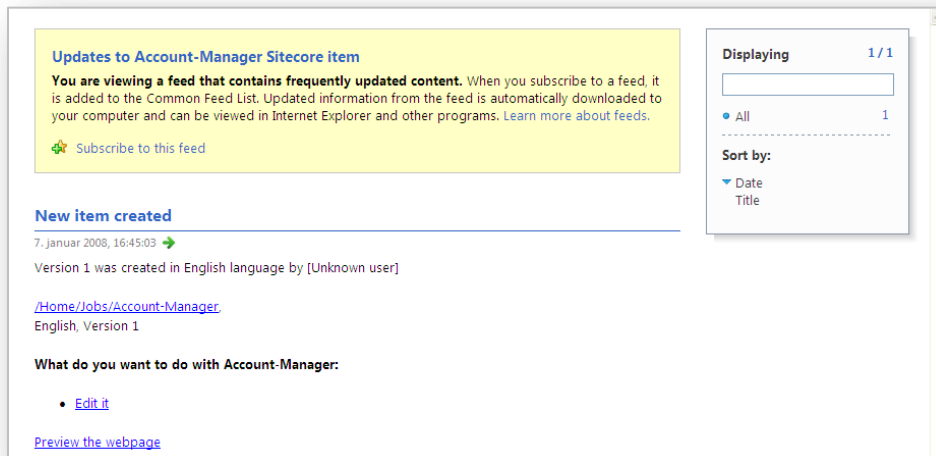 Updates to Account-Manager Sitecore item
You are viewing a feed that contains frequently updated content. When you subscribe to a feed, it
is added to the Common Feed List. Updated information from the feed is automatically downloaded to
your computer and can be viewed in Internet Explorer and other programs. Learn more about feeds.
Subscribe to this feed
New item created
7. januar 2008, 16:45:03
Version 1 was created in English language by [Unknown user]
/Home/Jobs/Account-Manager,
English, Version 1
What do you want to do with Account-Manager:
• Edit it
Preview the webpage
Displaying 1 / 1
All 1
Sort by:
Date
Title